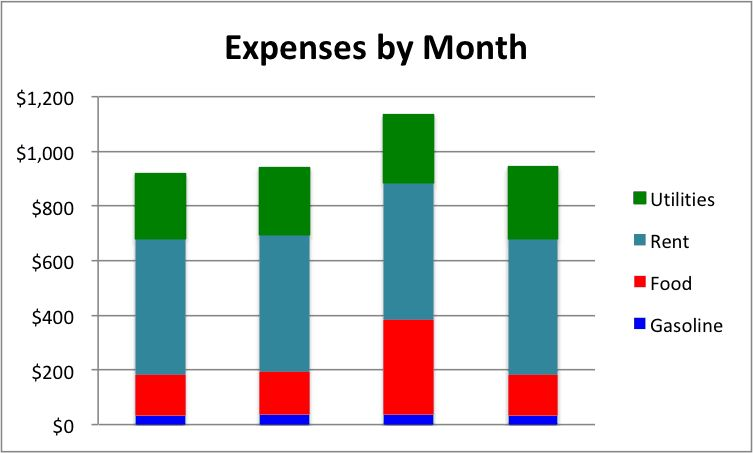 Expenses by Month
$1,200
$1,000
$800
$600
$400
$200
$0
Utilities
Rent
Food
Gasoline